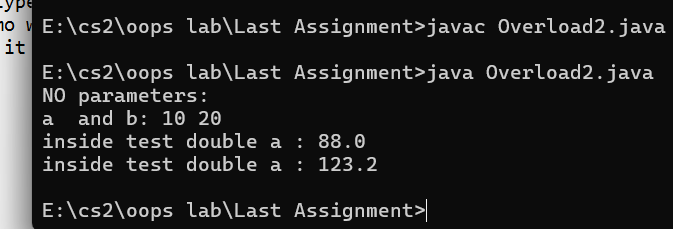 type
mo w
it
E:\cs2\oops lab\Last Assignment>javac Overload2.java
E:\cs2\oops lab\Last Assignment>java Overload2.java
NO parameters:
a  and b: 10 20
inside test double a : 88.0
inside test double a : 123.2
E:\cs2\oops lab\Last Assignment>